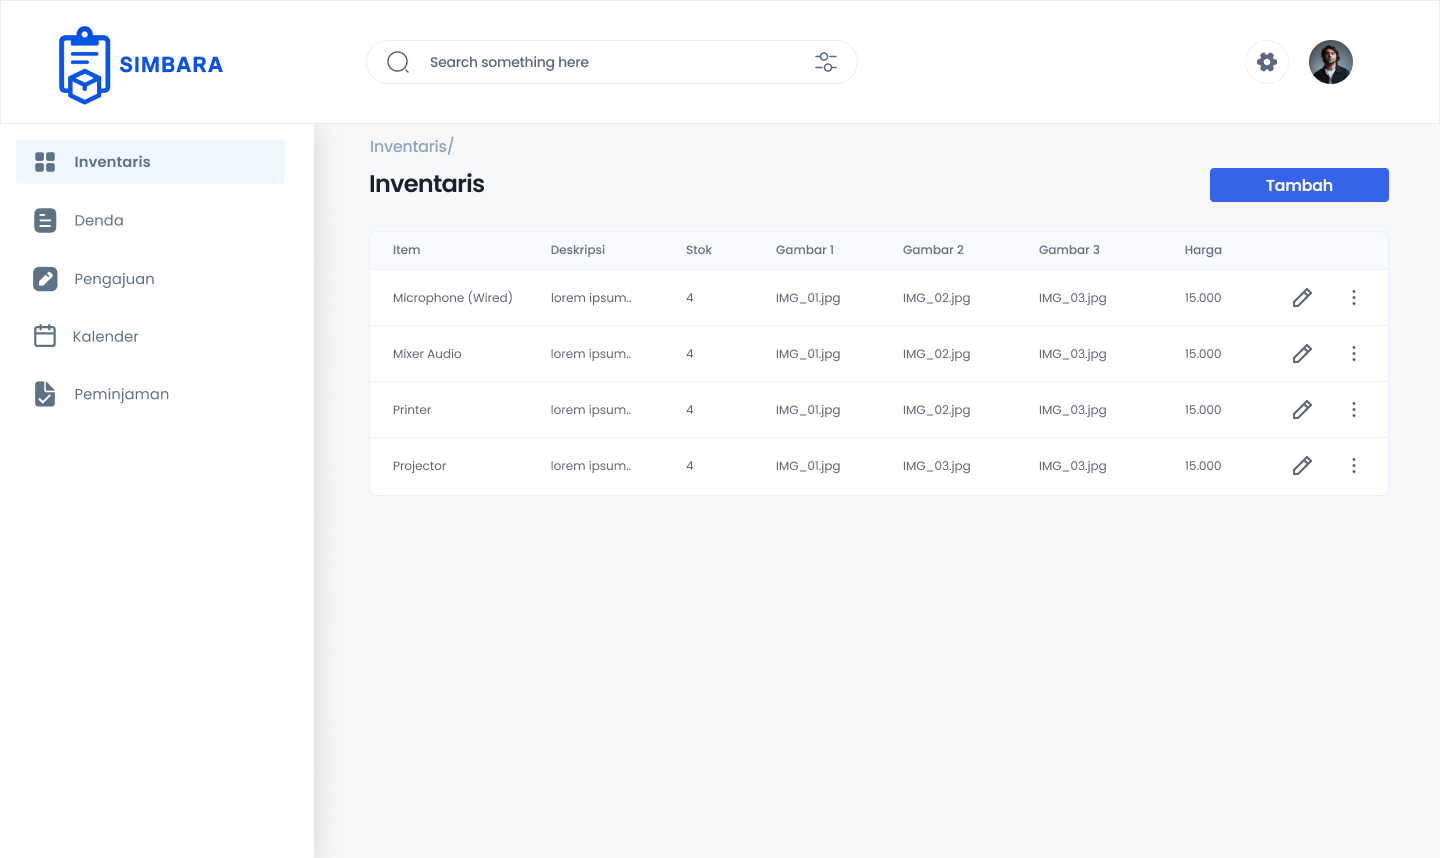 SIMBARA
Search something here
Inventaris
Denda
Pengajuan
Kalender
Peminjaman
Inventaris/
Inventaris
Tambah
Item Deskripsi Stok Gambar 1 Gambar 2 Gambar 3 Harga
Microphone (Wired) lorem ipsum.. 4 IMG_01.jpg IMG_02.jpg IMG_03.jpg 15.000
Mixer Audio lorem ipsum.. 4 IMG_01.jpg IMG_02.jpg IMG_03.jpg 15.000
Printer lorem ipsum.. 4 IMG_01.jpg IMG_02.jpg IMG_03.jpg 15.000
Projector lorem ipsum.. 4 IMG_01.jpg IMG_03.jpg IMG_03.jpg 15.000